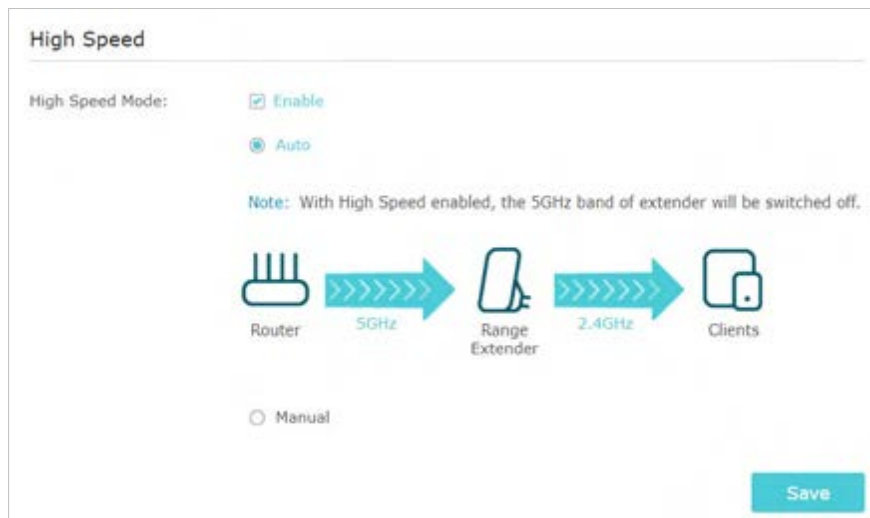 High Speed
High Speed Mode:
Enable
Auto
Note: With High Speed enabled, the 5GHz band of extender will be switched off.
5GHz
2.4GHz
Router
Range
Extender
Clients
Manual
Save